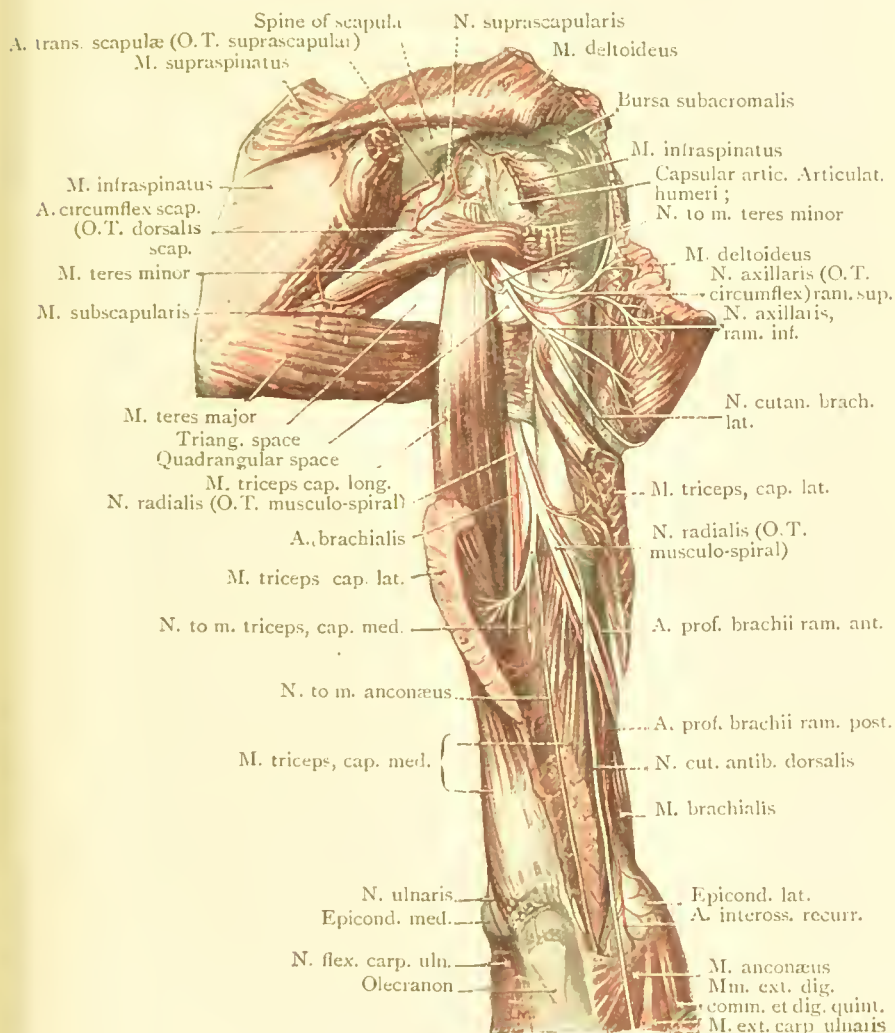 Spine of scapula
N. suprascapularis
A. trans. scapulæ (O.T. suprascapular)
M. deltoideus
M. supraspinatus
Bursa subacromalis
M. infraspinatus
Capsular artic. Articulat.
humeri ;
N. to m. teres minor
M. infraspinatus
A. circumflex scap.
(O.T. dorsalis
scap.
M. teres minor
M. subscapularis
M. deltoideus
N. axillaris (O.T.
circumflex) ram. sup.
N. axillaris,
ram. inf.
N. cutan. brach.
lat.
M. teres major
Triang. space
Quadrangular space
M. triceps cap. long.
N. radialis (O.T. musculo-spiral)
A. brachialis
M. triceps cap. lat.
N. to m. triceps, cap. med.
N. to m. anconæus
M. triceps, cap. med.
M. triceps, cap. lat.
N. radialis (O.T.
musculo-spiral)
A. prof. brachii ram. ant.
A. prof. brachii ram. post.
N. cut. antib. dorsalis
M. brachialis
N. ulnaris
Epicond. med.
N. flex. carp. uln.
Olecranon
Epicond. lat.
A. inteross. recurr.
M. anconæus
Mm. ext. dig.
comm. et dig. quint.
M. ext. carp ulnaris